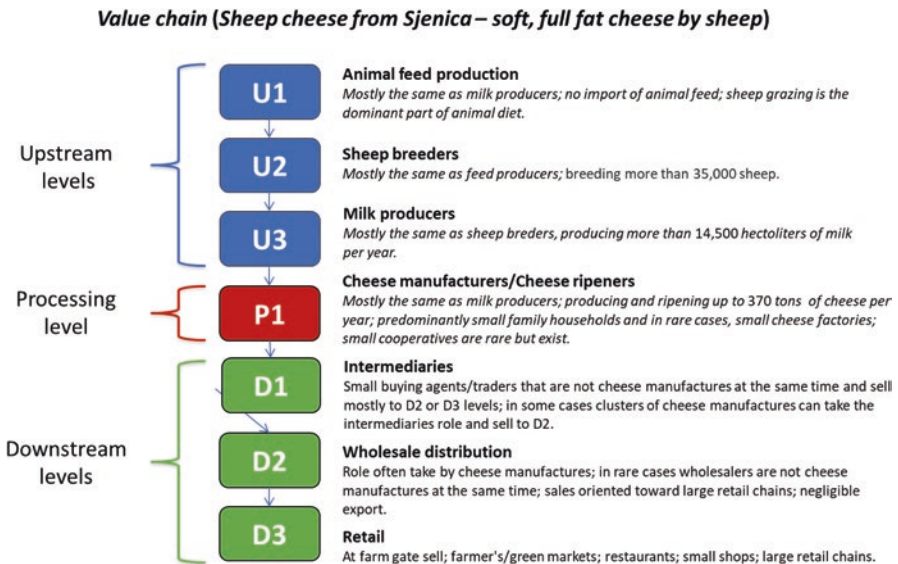 Value chain (Sheep cheese from Sjenica – soft, full fat cheese by sheep)
Upstream
levels
U1
Animal feed production
Mostly the same as milk producers; no import of animal feed; sheep grazing is the
dominant part of animal diet.
U2
Sheep breeders
Mostly the same as feed producers; breeding more than 35,000 sheep.
U3
Milk producers
Mostly the same as sheep breders, producing more than 14,500 hectoliters of milk
per year.
Processing
level
P1
Cheese manufacturers/Cheese ripeners
Mostly the same as milk producers; producing and ripening up to 370 tons of cheese per
year; predominantly small family households and in rare cases, small cheese factories;
small cooperatives are rare but exist.
Downstream
levels
D1
Intermediaries
Small buying agents/traders that are not cheese manufactures at the same time and sell
mostly to D2 or D3 levels; in some cases clusters of cheese manufactures can take the
intermediaries role and sell to D2.
D2
Wholesale distribution
Role often take by cheese manufactures; in rare cases wholesalers are not cheese
manufactures at the same time; sales oriented toward large retail chains; negligible
export.
D3
Retail
At farm gate sell; farmer's/green markets; restaurants; small shops; large retail chains.